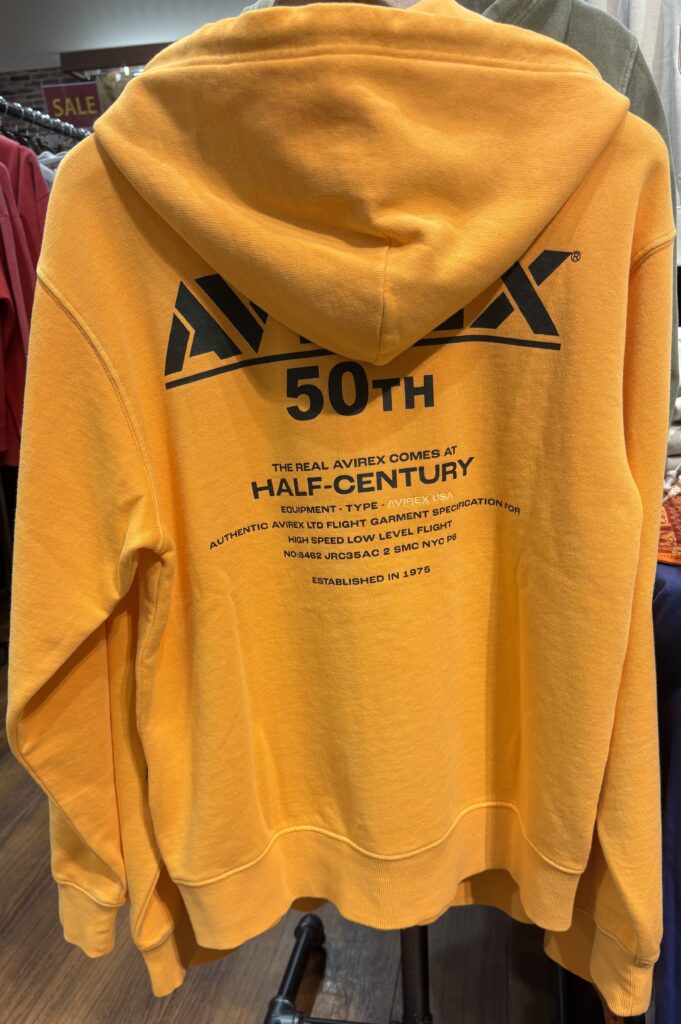 SALE
AVIREX®
50TH
THE REAL AVIREX COMES AT
HALF-CENTURY
EQUIPMENT - TYPE - AVIREX USA
AUTHENTIC AVIREX LTD FLIGHT GARMENT SPECIFICATION FOR
HIGH SPEED LOW LEVEL FLIGHT
NO:8462 JRC35AC 2 SMC NYC PB
ESTABLISHED IN 1975